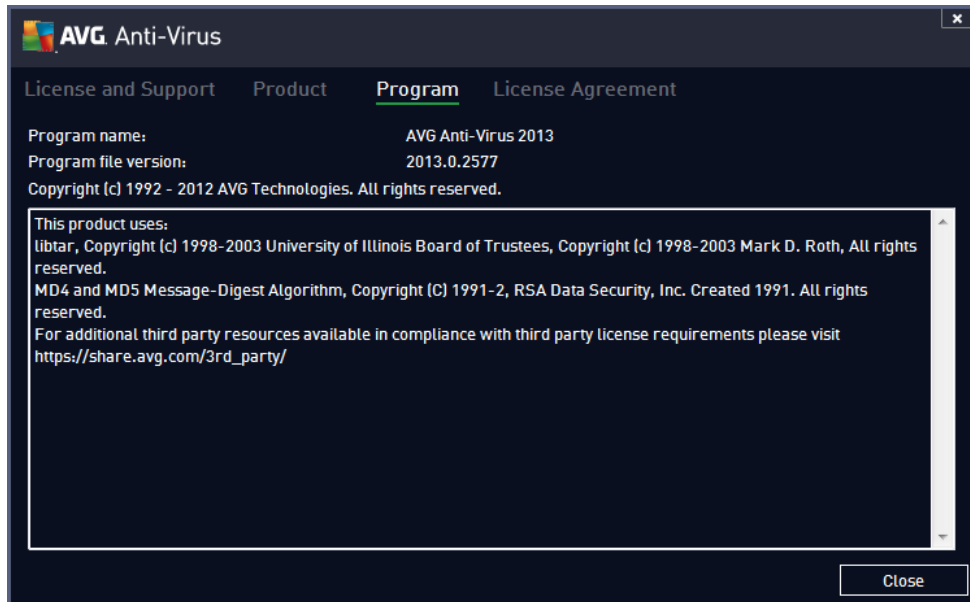 AVG. Anti-Virus
License and Support Product Program License Agreement
Program name: AVG Anti-Virus 2013
Program file version: 2013.0.2577
Copyright (c) 1992 - 2012 AVG Technologies. All rights reserved.
This product uses:
libtar, Copyright (c) 1998-2003 University of Illinois Board of Trustees, Copyright (c) 1998-2003 Mark D. Roth, All rights
reserved.
MD4 and MD5 Message-Digest Algorithm, Copyright (C) 1991-2, RSA Data Security, Inc. Created 1991. All rights
reserved.
For additional third party resources available in compliance with third party license requirements please visit
https://share.avg.com/3rd_party/
Close